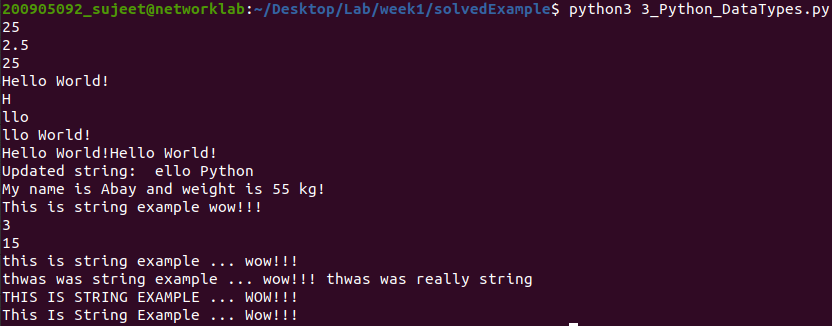 200905092_sujeet@networklab:~/Desktop/Lab/week1/solvedExample$ python3 3_Python_DataTypes.py
25
2.5
25
Hello World!
H
llo
llo World!
Hello World!Hello World!
Updated string:  ello Python
My name is Abay and weight is 55 kg!
This is string example wow!!!
3
15
this is string example ... wow!!!
thwas was string example ... wow!!! thwas was really string
THIS IS STRING EXAMPLE ... WOW!!!
This Is String Example ... Wow!!!